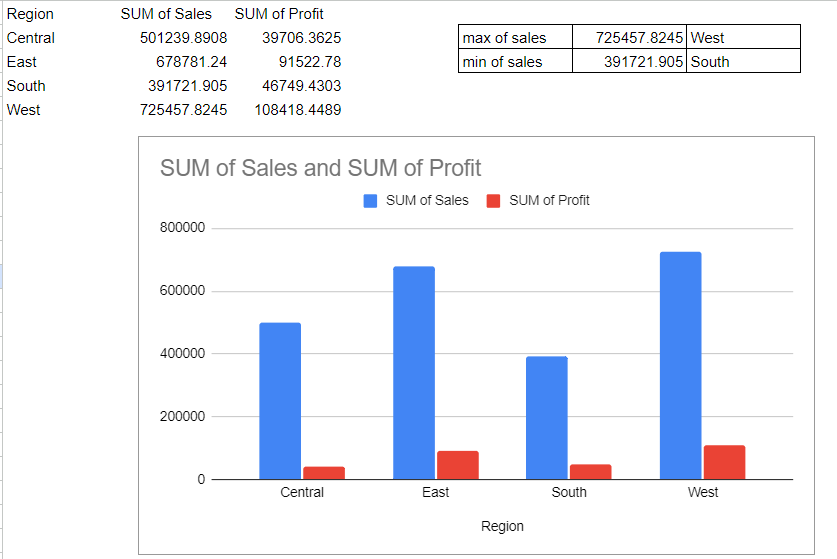 Region SUM of Sales SUM of Profit
Central 501239.8908 39706.3625 max of sales 725457.8245 West
East 678781.24 91522.78 min of sales 391721.905 South
South 391721.905 46749.4303
West 725457.8245 108418.4489
SUM of Sales and SUM of Profit
SUM of Sales SUM of Profit
800000
600000
400000
200000
0
Central East South West
Region